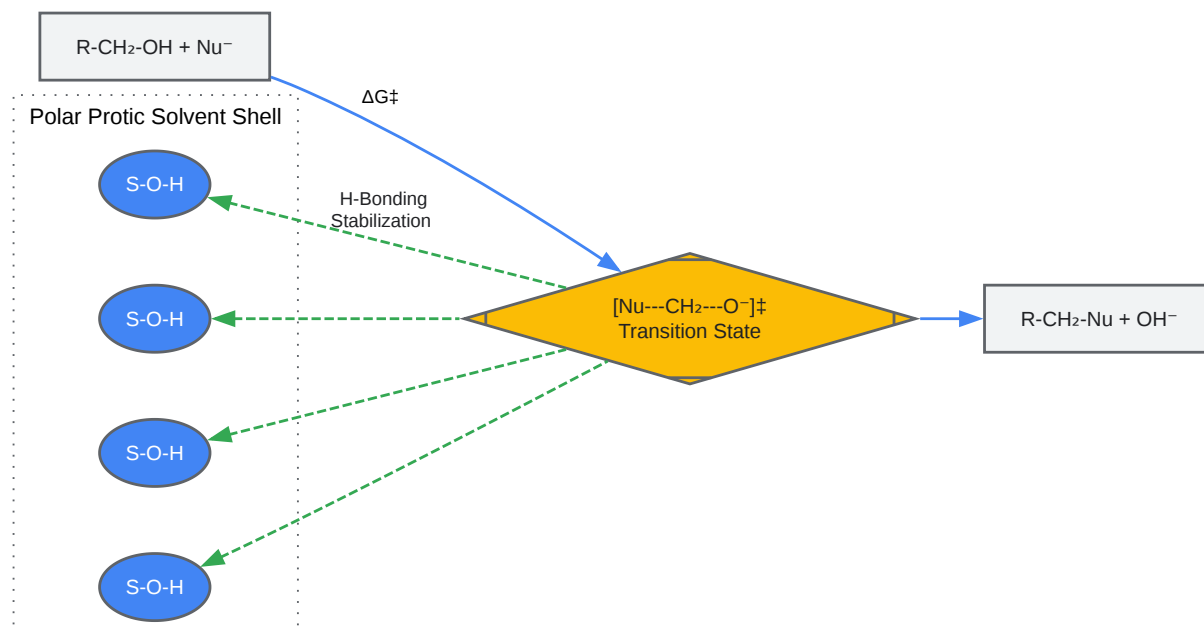 R-CH₂-OH + Nu⁻
ΔG‡
Polar Protic Solvent Shell
S-O-H
H-Bonding
Stabilization
S-O-H
[Nu---CH₂---O⁻]‡
Transition State
R-CH₂-Nu + OH⁻
S-O-H
S-O-H